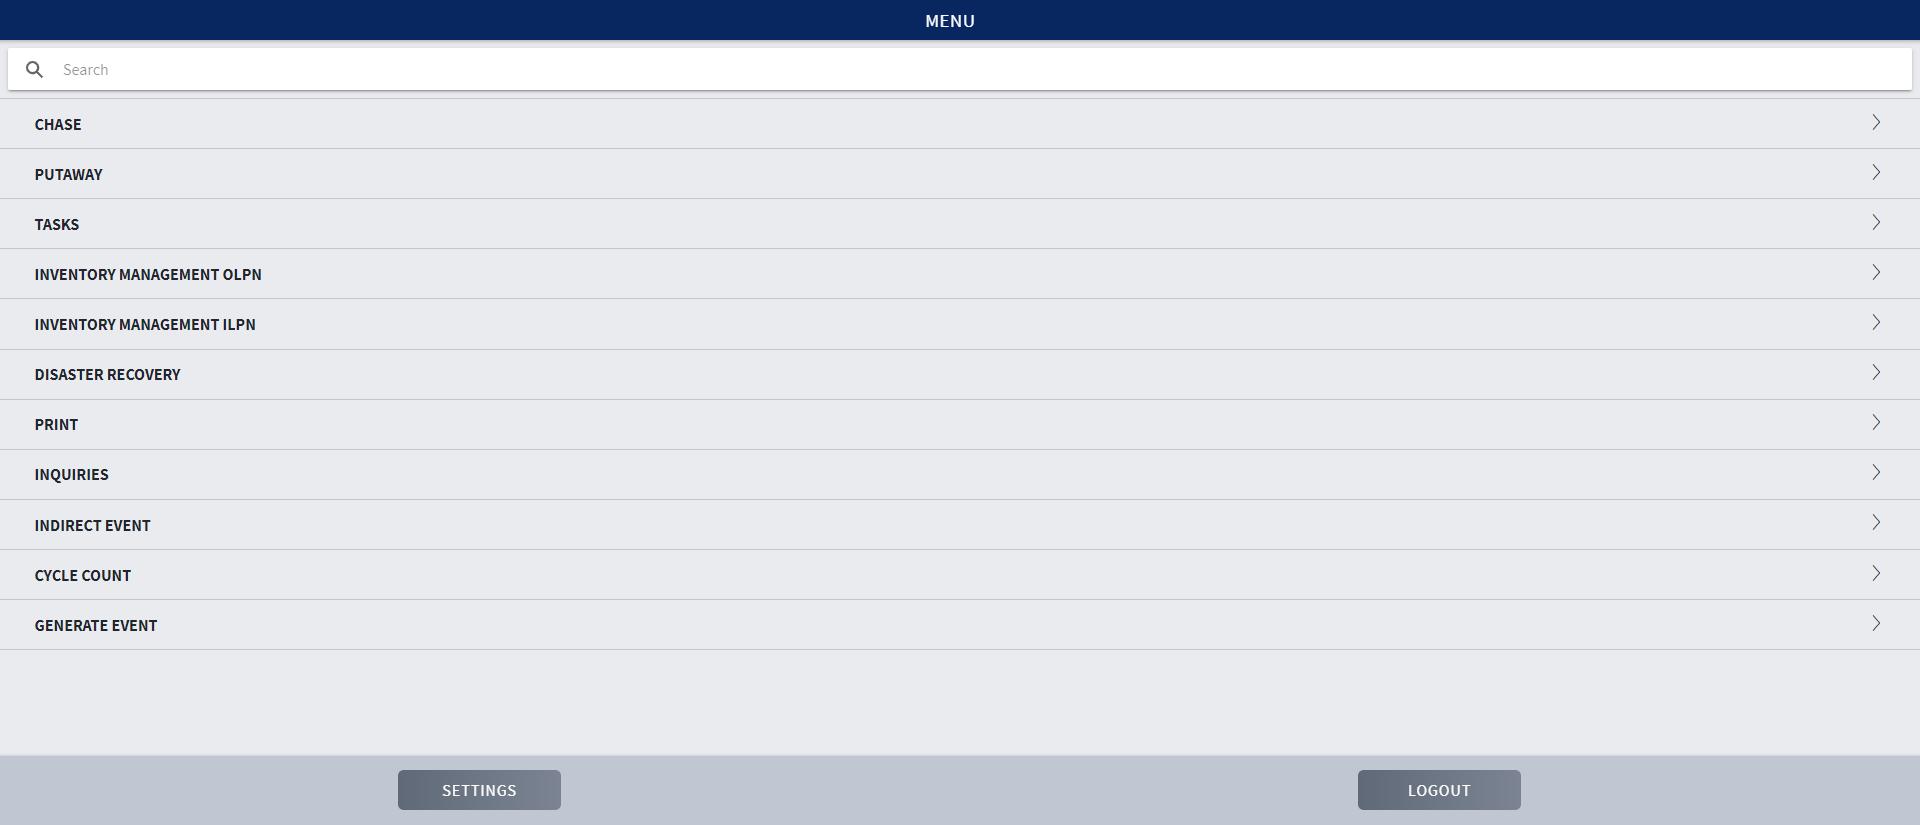 MENU
Search
CHASE
PUTAWAY
TASKS
INVENTORY MANAGEMENT OLPN
INVENTORY MANAGEMENT ILPN
DISASTER RECOVERY
PRINT
INQUIRIES
INDIRECT EVENT
CYCLE COUNT
GENERATE EVENT
SETTINGS
LOGOUT